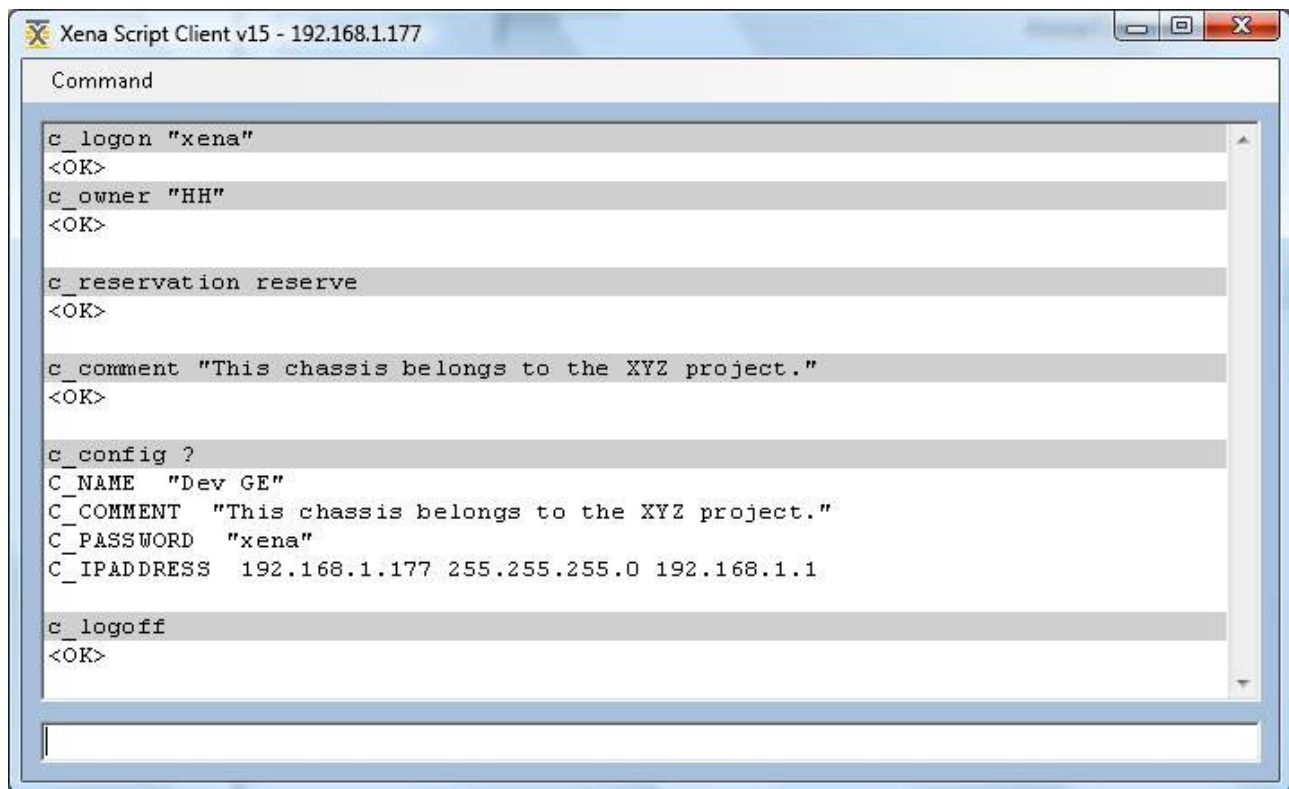 Xena Script Client v15 - 192.168.1.177
Command
c_logon "xena"
<OK>
c_owner "HH"
<OK>
c_reservation reserve
<OK>
c_comment "This chassis belongs to the XYZ project."
<OK>
c_config ?
C_NAME "Dev GE"
C_COMMENT "This chassis belongs to the XYZ project."
C_PASSWORD "xena"
C_IPADDRESS 192.168.1.177 255.255.255.0 192.168.1.1
c_logoff
<OK>